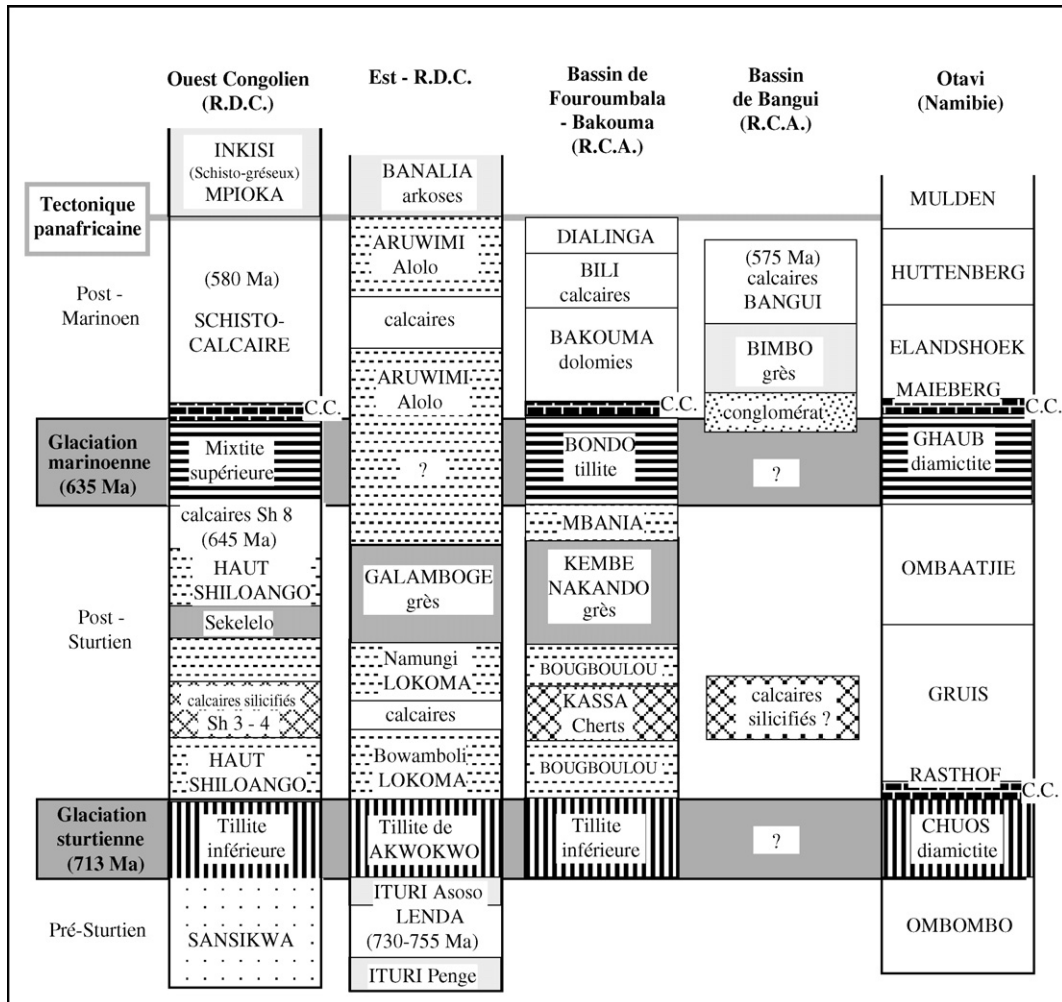 Ouest Congolien
(R.D.C.)
Est - R.D.C.
Bassin de
Fouroumbala
- Bakouma
(R.C.A.)
Bassin
de Bangui
(R.C.A.)
Otavi
(Namibie)
Tectonique
panafricaine
Post -
Marinoen
Glaciation
marinoenne
(635 Ma)
Post -
Sturtien
Glaciation
sturtienne
(713 Ma)
Pré-Sturtien
INKISI
(Schisto-gréseux)
MPIOKA
(580 Ma)
SCHISTO-
CALCAIRE
C.C.
Mixtite
supérieure
calcaires Sh 8
(645 Ma)
HAUT
SHILOANGO
Sekelelo
calcaires silicifiés
Sh 3 - 4
HAUT
SHILOANGO
Tillite
inférieure
SANSIKWA
BANALIA
arkoses
ARUWIMI
Alolo
calcaires
ARUWIMI
Alolo
?
GALAMBOGE
grès
Namungi
LOKOMA
calcaires
Bowamboli
LOKOMA
Tillite de
AKWOKWO
ITURI Asoso
LENDA
(730-755 Ma)
ITURI Penge
DIALINGA
BILI
calcaires
BAKOUMA
dolomies
C.C.
BONDO
tillite
MBANIA
KEMBE
NAKANDO
grès
BOUGBOULOU
KASSA
Cherts
BOUGBOULOU
Tillite
inférieure
(575 Ma)
calcaires
BANGUI
BIMBO
grès
conglomérat
?
calcaires
silicifiés ?
?
MULDEN
HUTTENBERG
ELANDSHOEK
MAIEBERG
C.C.
GHAUB
diamictite
OMBAATJIE
GRUIS
RASTHOF
C.C.
CHUOS
diamictite
OMBOMBO